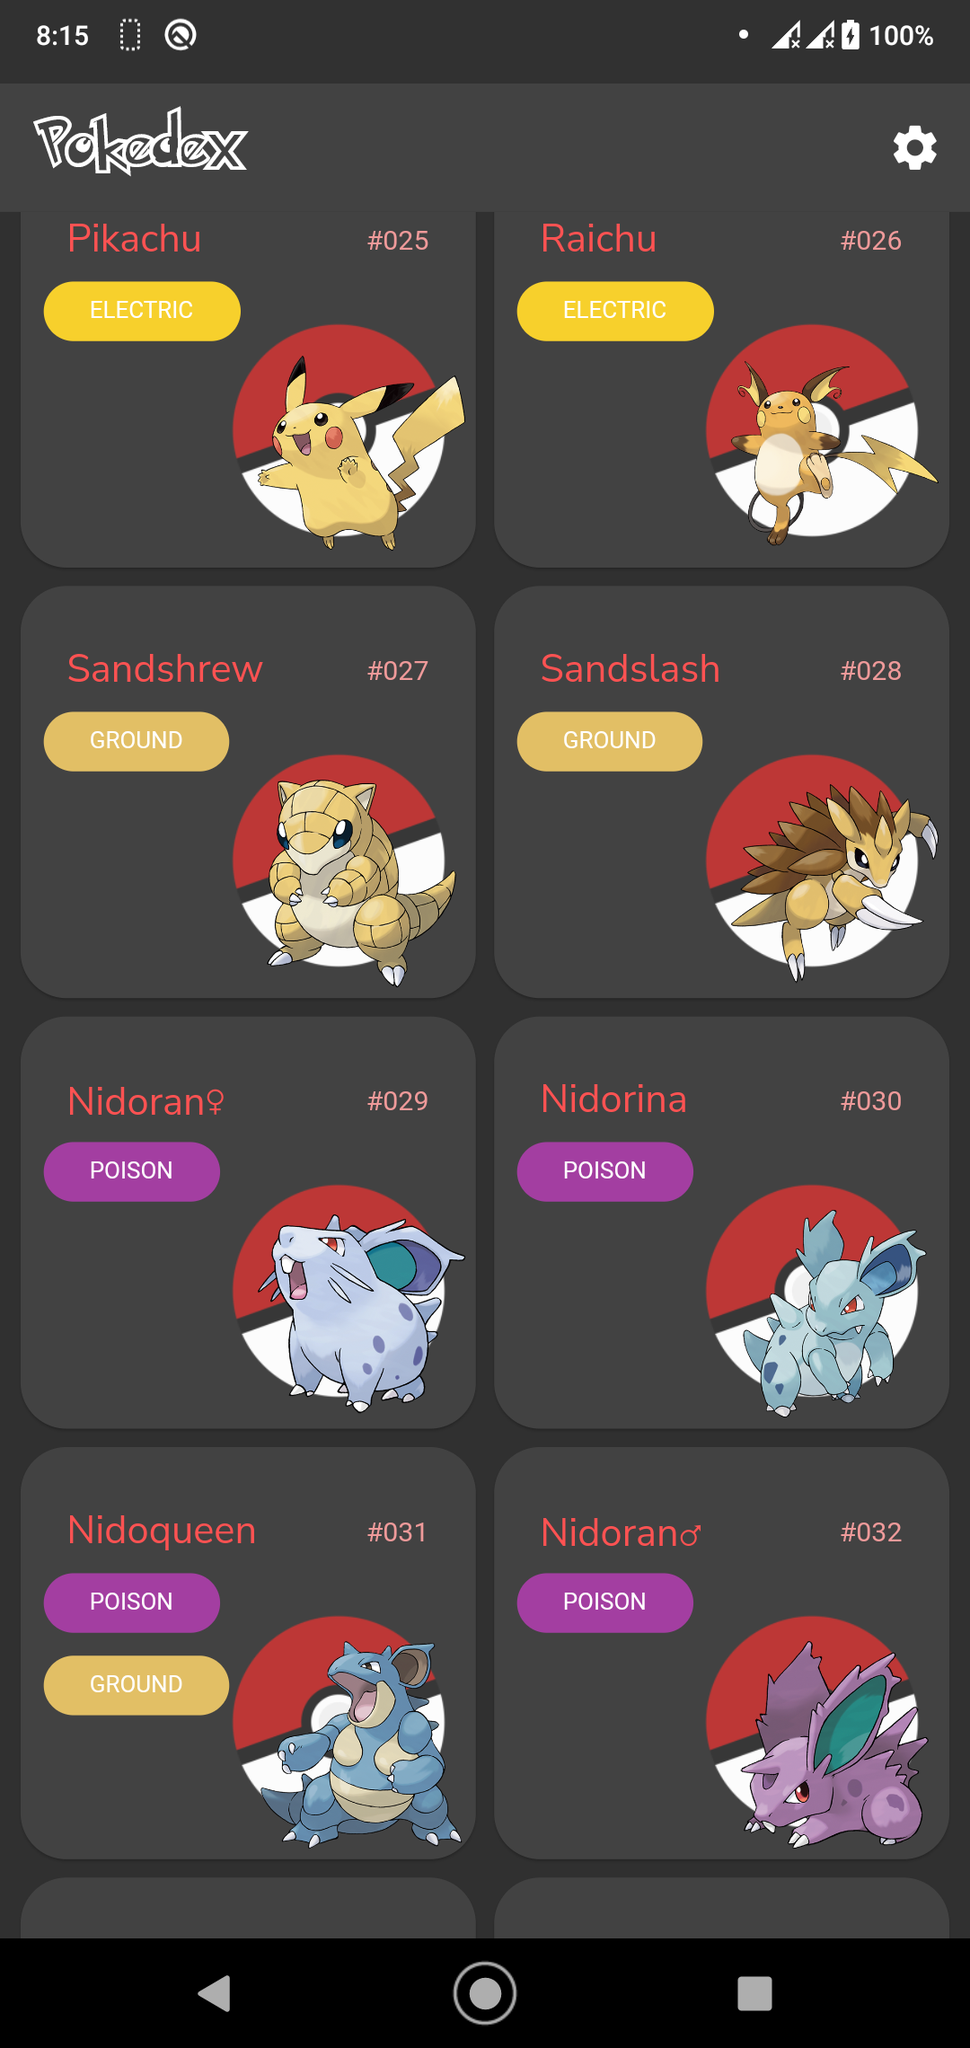 8:15 100%
Pokedex
Pikachu #025 Raichu #026
ELECTRIC ELECTRIC
Sandshrew #027 Sandslash #028
GROUND GROUND
Nidoran♀ #029 Nidorina #030
POISON POISON
Nidoqueen #031 Nidoran♂ #032
POISON POISON
GROUND